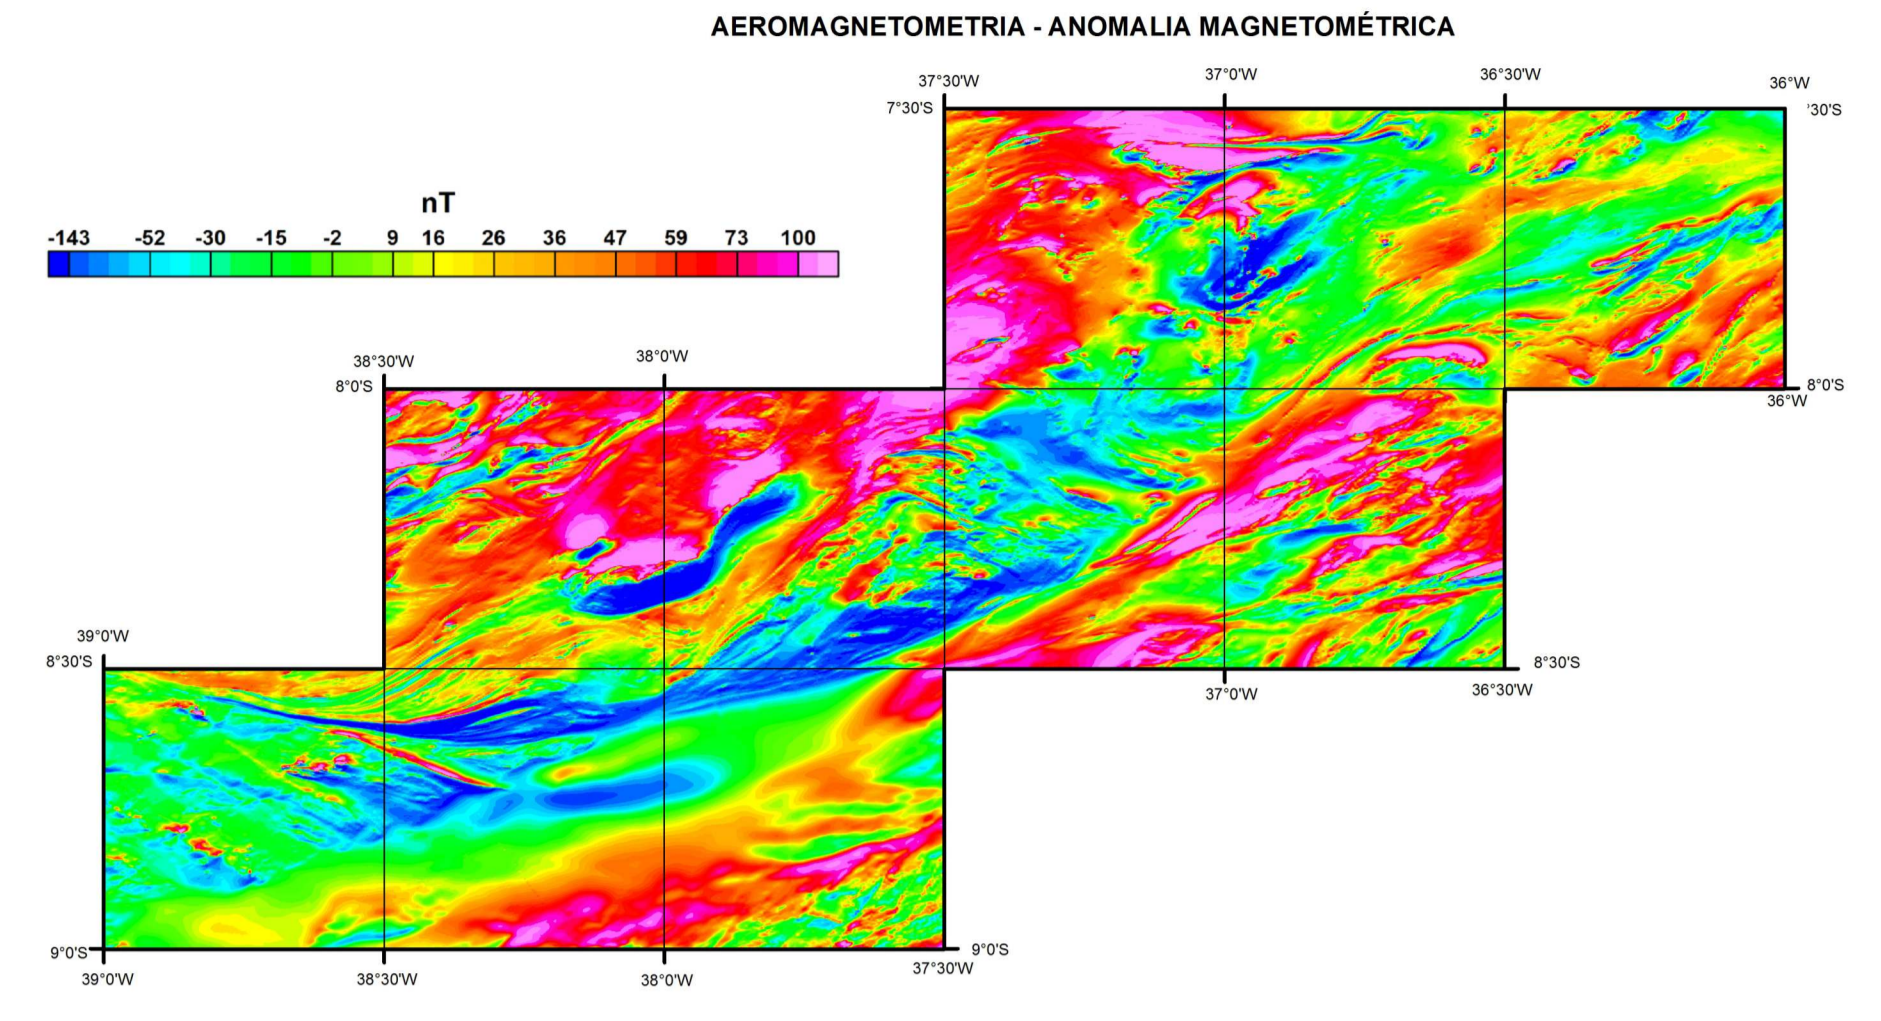 AEROMAGNETOMETRIA - ANOMALIA MAGNETOMÉTRICA
37°30'W 37°0'W 36°30'W 36°W
7°30'S '30'S
nT
-143 -52 -30 -15 -2 9 16 26 36 47 59 73 100
38°30'W 38°0'W
8°0'S 8°0'S
36°W
39°0'W
8°30'S 8°30'S
37°0'W 36°30'W
9°0'S 9°0'S
39°0'W 38°30'W 38°0'W 37°30'W